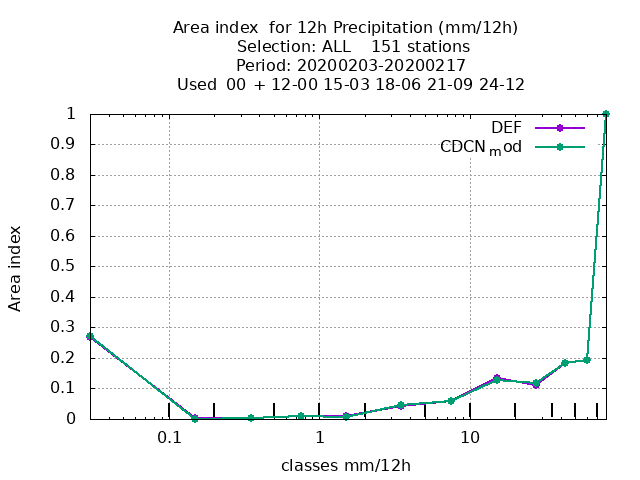 Area index  for 12h Precipitation (mm/12h)
Selection: ALL    151 stations
Period: 20200203-20200217
Used  00 + 12-00 15-03 18-06 21-09 24-12
DEF
CDCNmod
1
0.9
0.8
0.7
0.6
0.5
0.4
0.3
0.2
0.1
0
Area index
0.1
1
10
classes mm/12h